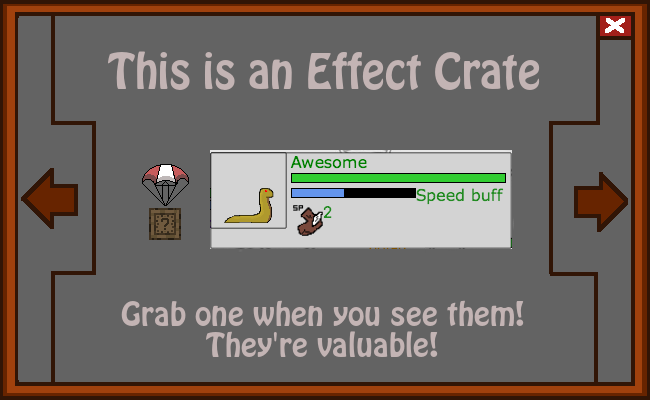 This is an Effect Crate
Awesome
Speed buff
SP
2
?
Grab one when you see them!
They're valuable!